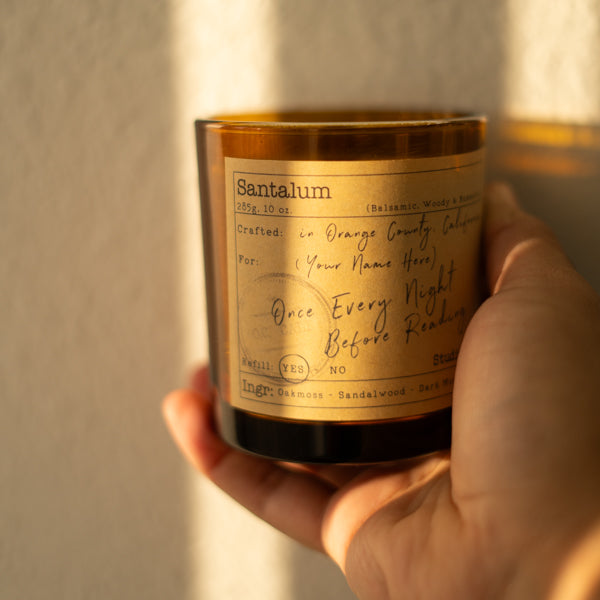 Santalum
285g, 10 oz. (Balsamic, Woody &
Crafted: in Orange County, California
For: (Your Name Here)
Once Every Night
Before Reading
Refill: YES · NO
Ingr: Oakmoss - Sandalwood - Dark